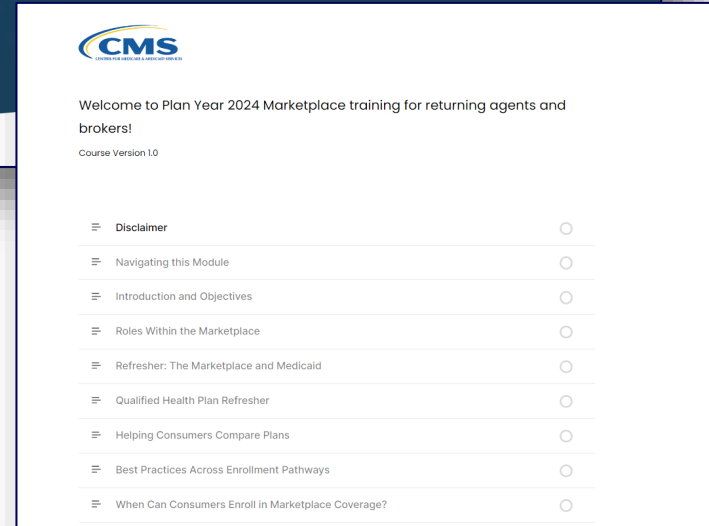 CMS
CENTERS FOR MEDICARE & MEDICAID SERVICES
Welcome to Plan Year 2024 Marketplace training for returning agents and
brokers!
Course Version 1.0
Disclaimer
Navigating this Module
Introduction and Objectives
Roles Within the Marketplace
Refresher: The Marketplace and Medicaid
Qualified Health Plan Refresher
Helping Consumers Compare Plans
Best Practices Across Enrollment Pathways
When Can Consumers Enroll in Marketplace Coverage?